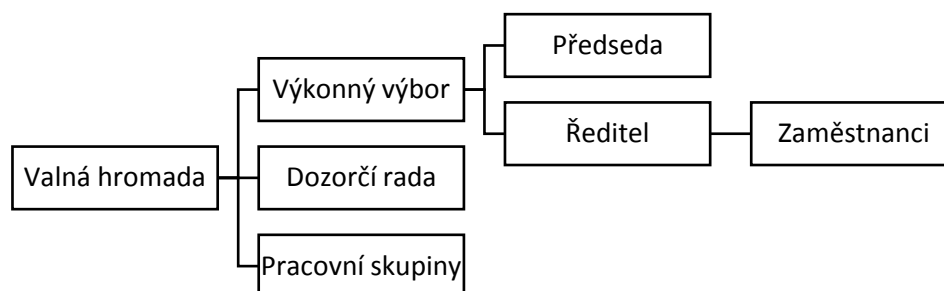 Předseda
Výkonný výbor
Ředitel
Zaměstnanci
Valná hromada
Dozorčí rada
Pracovní skupiny